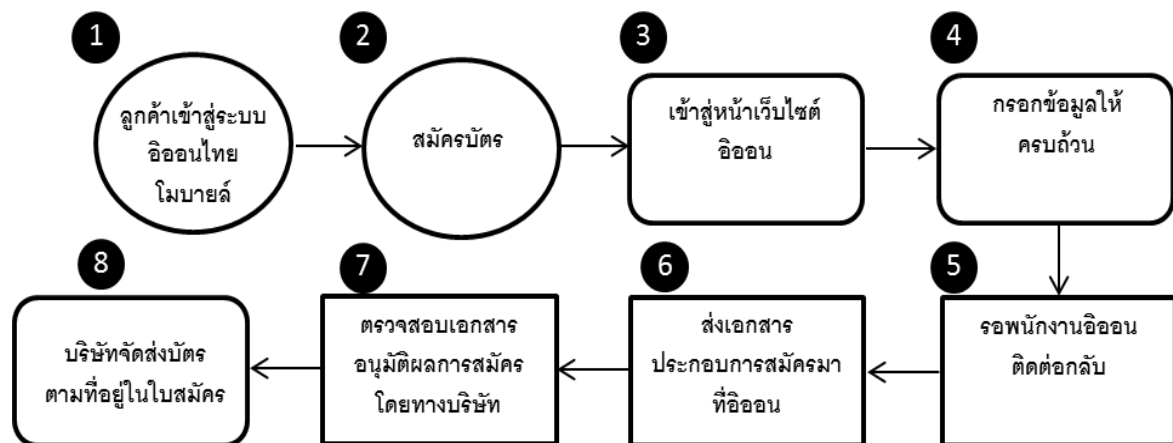 1
ลูกค้าเข้าสู่ระบบ
อิออนไทย
โมบายล์
2
สมัครบัตร
3
เข้าสู่หน้าเว็บไซต์
อิออน
4
กรอกข้อมูลให้
ครบถ้วน
5
รอพนักงานอิออน
ติดต่อกลับ
6
ส่งเอกสาร
ประกอบการสมัครมา
ที่อิออน
7
ตรวจสอบเอกสาร
อนุมัติผลการสมัคร
โดยทางบริษัท
8
บริษัทจัดส่งบัตร
ตามที่อยู่ในใบสมัคร